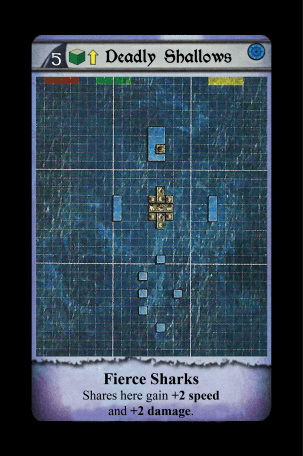 5 Deadly Shallows
Fierce Sharks
Shares here gain +2 speed
and +2 damage.